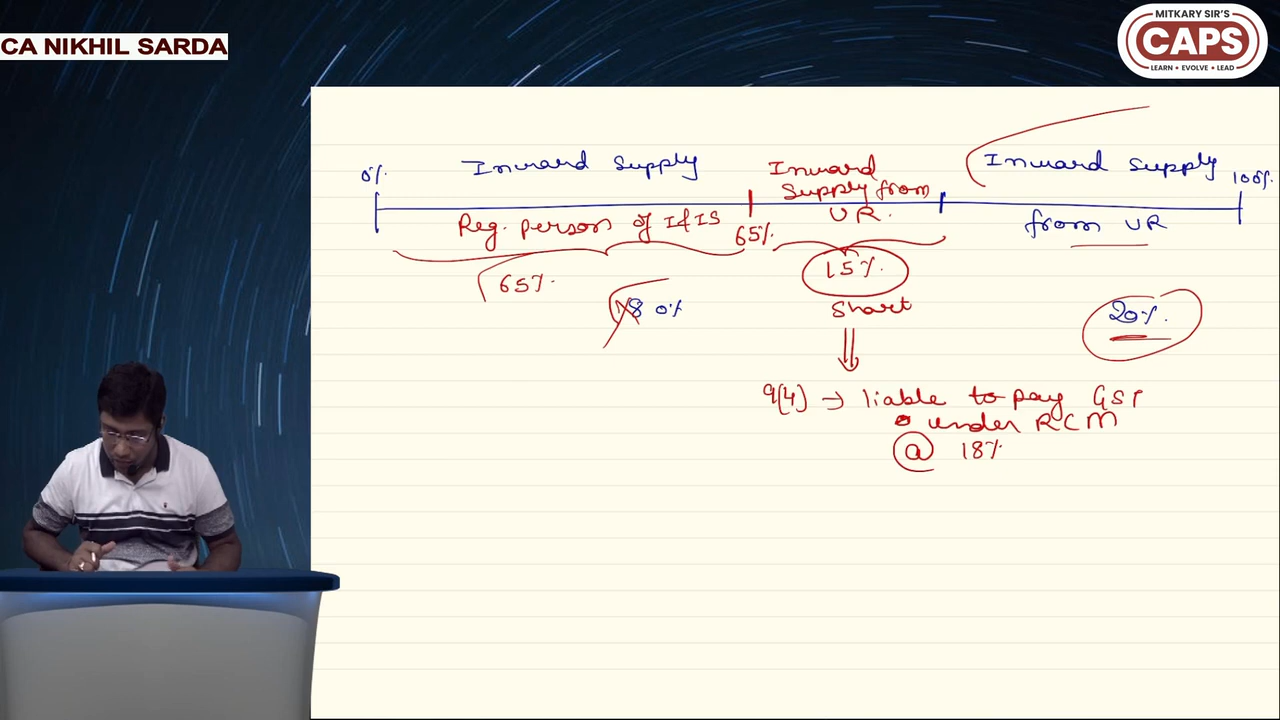 CA NIKHIL SARDA
MITKARY SIR'S
CAPS
LEARN • EVOLVE • LEAD
0% Inward Supply Inward Supply from UR. Inward Supply 100%
Reg. person of I&IS 65% from UR
65% 15% 20%
80% Short
9(4) → liable to pay GST
under RCM
@ 18%